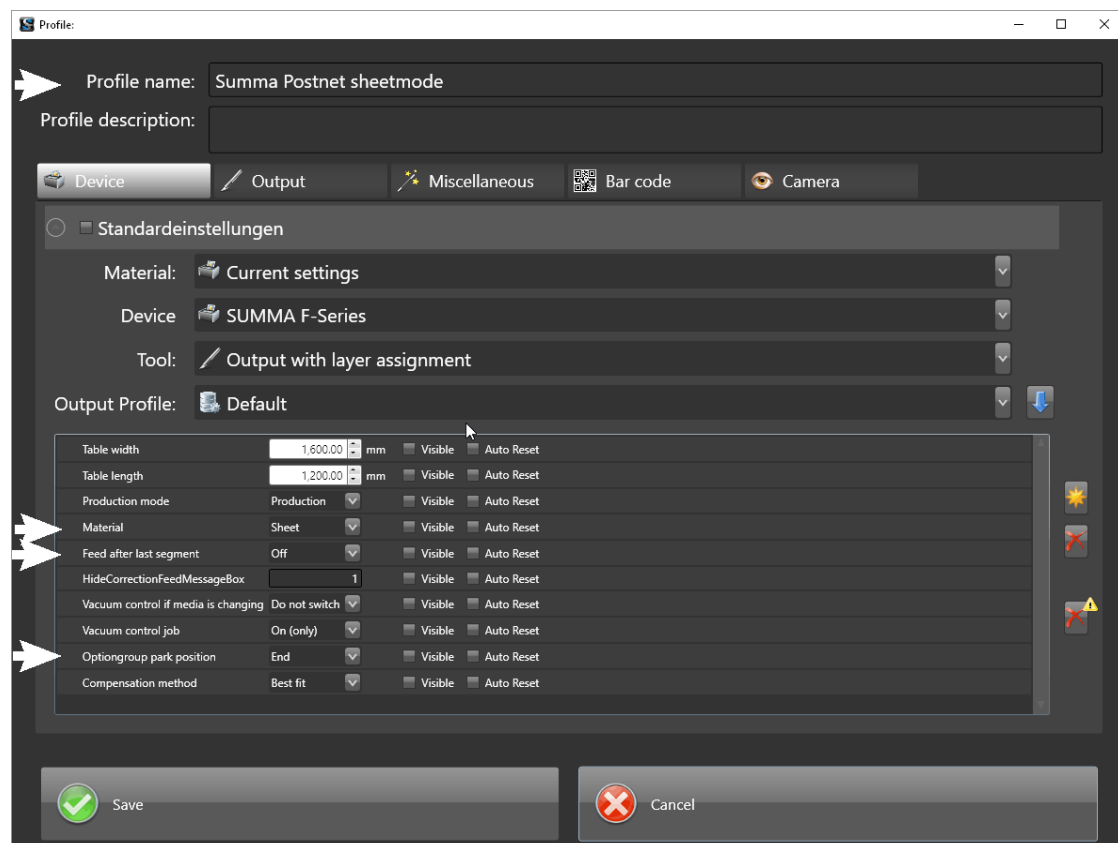 Profile:
Profile name: Summa Postnet sheetmode
Profile description:
Device Output Miscellaneous Bar code Camera
Standardeinstellungen
Material: Current settings
Device SUMMA F-Series
Tool: Output with layer assignment
Output Profile: Default
Table width 1,600.00 mm Visible Auto Reset
Table length 1,200.00 mm Visible Auto Reset
Production mode Production Visible Auto Reset
Material Sheet Visible Auto Reset
Feed after last segment Off Visible Auto Reset
HideCorrectionFeedMessageBox 1 Visible Auto Reset
Vacuum control if media is changing Do not switch Visible Auto Reset
Vacuum control job On (only) Visible Auto Reset
Optiongroup park position End Visible Auto Reset
Compensation method Best fit Visible Auto Reset
Save Cancel